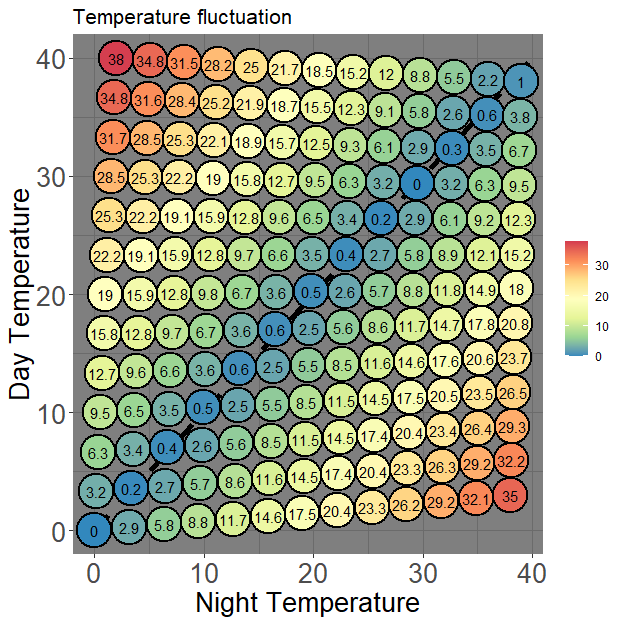 Temperature fluctuation
Day Temperature
40
30
20
10
0
38 34.8 31.5 28.2 25 21.7 18.5 15.2 12 8.8 5.5 2.2 1
34.8 31.6 28.4 25.2 21.9 18.7 15.5 12.3 9.1 5.8 2.6 0.6 3.8
31.7 28.5 25.3 22.1 18.9 15.7 12.5 9.3 6.1 2.9 0.3 3.5 6.7
28.5 25.3 22.2 19 15.8 12.7 9.5 6.3 3.2 0 3.2 6.3 9.5
25.3 22.2 19.1 15.9 12.8 9.6 6.5 3.4 0.2 2.9 6.1 9.2 12.3
22.2 19.1 15.9 12.8 9.7 6.6 3.5 0.4 2.7 5.8 8.9 12.1 15.2
19 15.9 12.8 9.8 6.7 3.6 0.5 2.6 5.7 8.8 11.8 14.9 18
15.8 12.8 9.7 6.7 3.6 0.6 2.5 5.6 8.6 11.7 14.7 17.8 20.8
12.7 9.6 6.6 3.6 0.6 2.5 5.5 8.5 11.6 14.6 17.6 20.6 23.7
9.5 6.5 3.5 0.5 2.5 5.5 8.5 11.5 14.5 17.5 20.5 23.5 26.5
6.3 3.4 0.4 2.6 5.6 8.5 11.5 14.5 17.4 20.4 23.4 26.4 29.3
3.2 0.2 2.7 5.7 8.6 11.6 14.5 17.4 20.4 23.3 26.3 29.2 32.2
0 2.9 5.8 8.8 11.7 14.6 17.5 20.4 23.3 26.2 29.2 32.1 35
0 10 20 30 40
Night Temperature
30
20
10
0